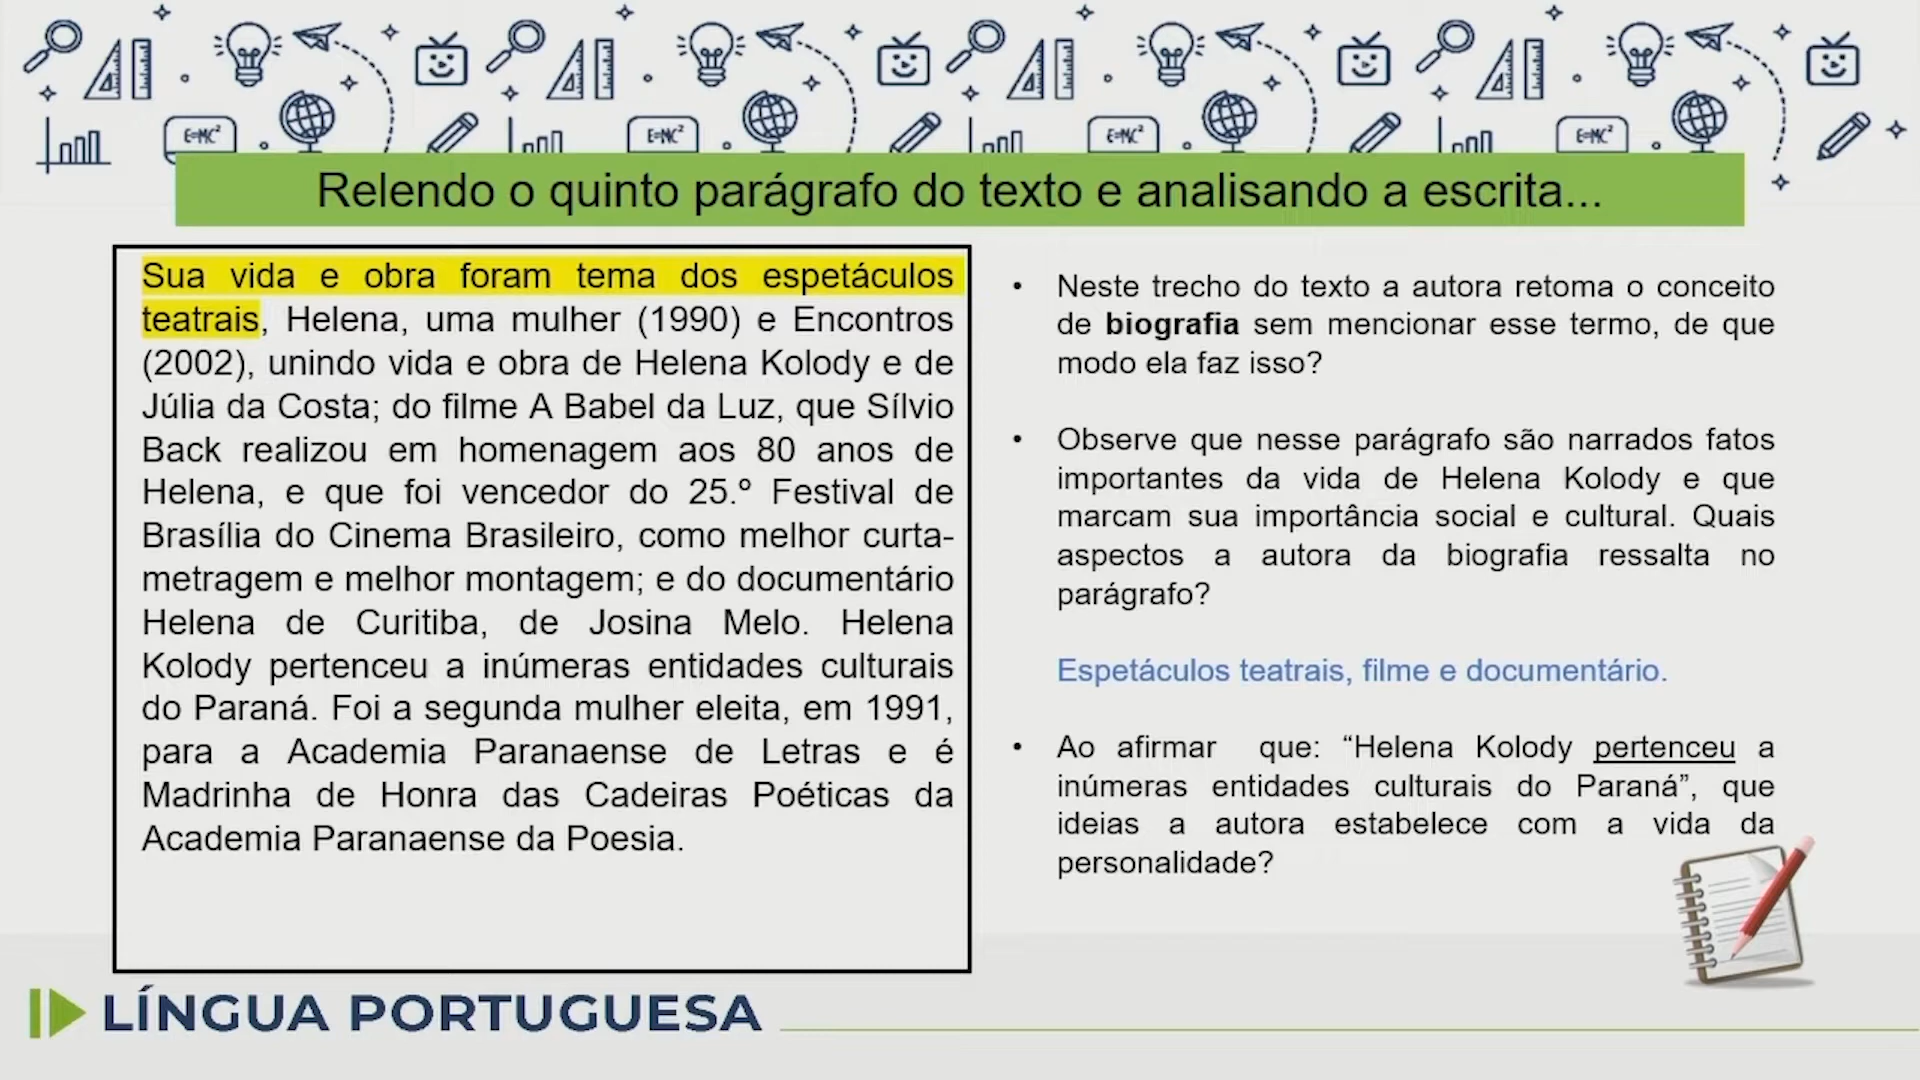 E=MC²
E=MC²
E=MC²
E=MC²
Relendo o quinto parágrafo do texto e analisando a escrita...
Sua vida e obra foram tema dos espetáculos
teatrais, Helena, uma mulher (1990) e Encontros
(2002), unindo vida e obra de Helena Kolody e de
Júlia da Costa; do filme A Babel da Luz, que Sílvio
Back realizou em homenagem aos 80 anos de
Helena, e que foi vencedor do 25.º Festival de
Brasília do Cinema Brasileiro, como melhor curta-
metragem e melhor montagem; e do documentário
Helena de Curitiba, de Josina Melo. Helena
Kolody pertenceu a inúmeras entidades culturais
do Paraná. Foi a segunda mulher eleita, em 1991,
para a Academia Paranaense de Letras e é
Madrinha de Honra das Cadeiras Poéticas da
Academia Paranaense da Poesia.
• Neste trecho do texto a autora retoma o conceito
de biografia sem mencionar esse termo, de que
modo ela faz isso?
• Observe que nesse parágrafo são narrados fatos
importantes da vida de Helena Kolody e que
marcam sua importância social e cultural. Quais
aspectos a autora da biografia ressalta no
parágrafo?
Espetáculos teatrais, filme e documentário.
• Ao afirmar que: “Helena Kolody pertenceu a
inúmeras entidades culturais do Paraná”, que
ideias a autora estabelece com a vida da
personalidade?
LÍNGUA PORTUGUESA